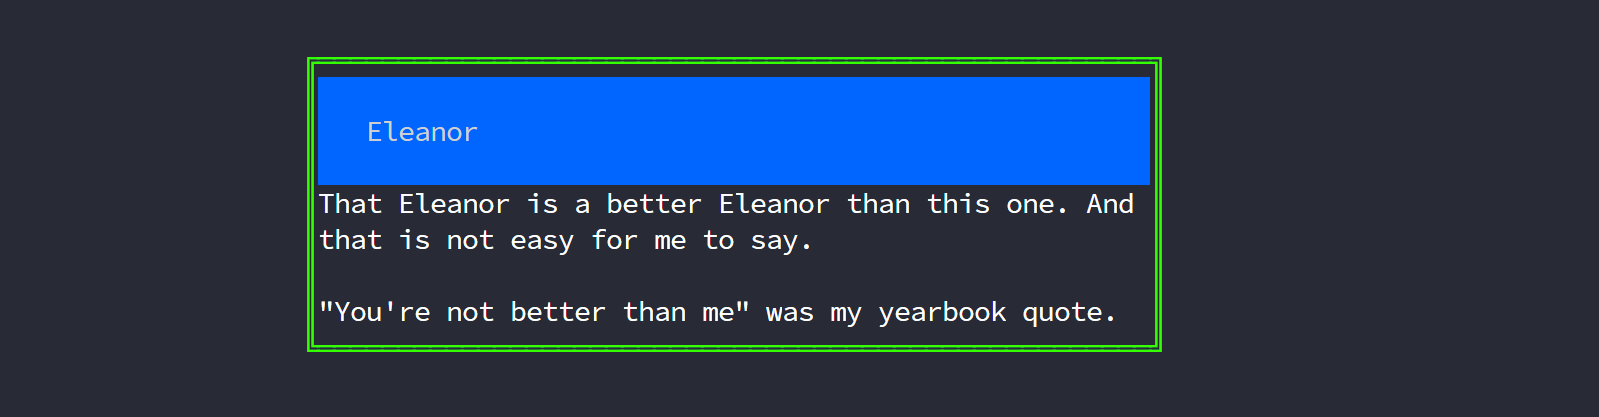 Eleanor
That Eleanor is a better Eleanor than this one. And
that is not easy for me to say.
"You're not better than me" was my yearbook quote.